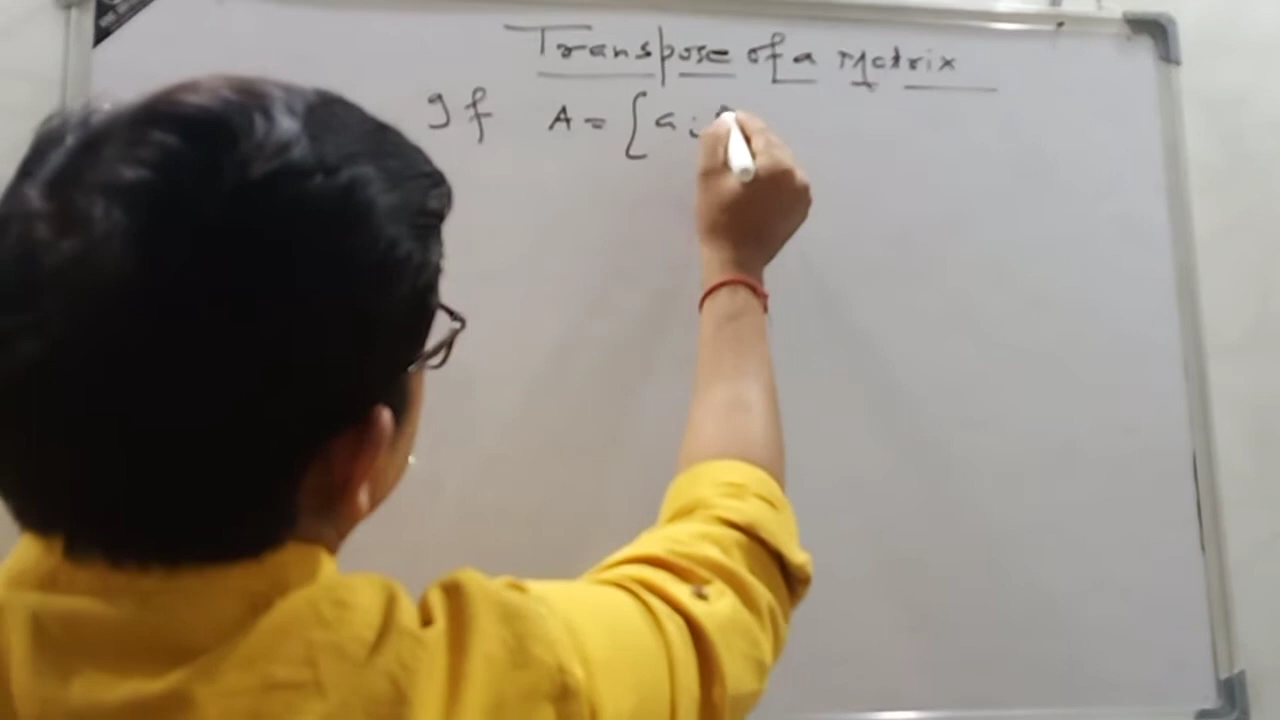 Transpose of a Matrix
If A = [a i